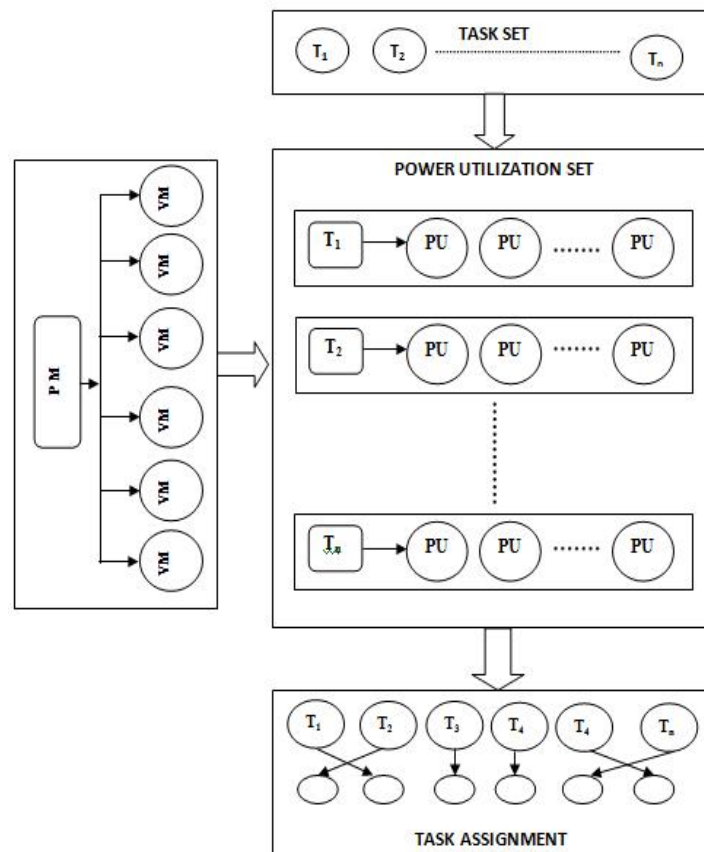 TASK SET
T1 T2 Tn
POWER UTILIZATION SET
T1 PU PU ....... PU
T2 PU PU ....... PU
Tn PU PU ....... PU
P M
VM
VM
VM
VM
VM
VM
T1 T2 T3 T4 T4 Tn
TASK ASSIGNMENT